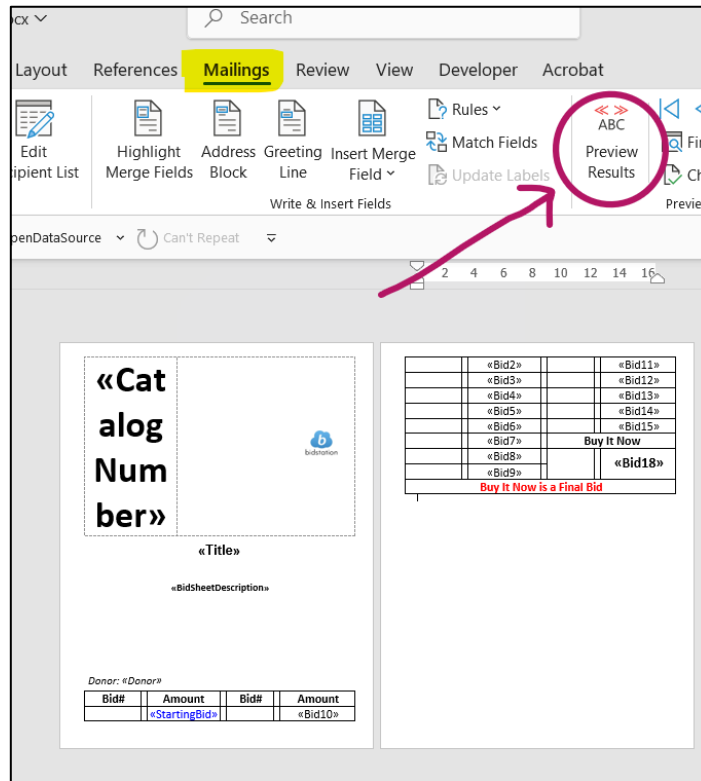 ocx
Search
Layout References Mailings Review View Developer Acrobat
Edit
Recipient List
Highlight
Merge Fields
Address
Block
Greeting
Line
Insert Merge
Field
Rules
Match Fields
Update Labels
Write & Insert Fields
ABC
Preview
Results
Fi
Ch
Previe
penDataSource Can't Repeat
2 4 6 8 10 12 14 16
«Cat
alog
Num
ber»
b
bidstation
«Title»
«BidSheetDescription»
Donor: «Donor»
Bid# Amount Bid# Amount
«StartingBid» «Bid10»
«Bid2» «Bid11»
«Bid3» «Bid12»
«Bid4» «Bid13»
«Bid5» «Bid14»
«Bid6» «Bid15»
«Bid7» Buy It Now
«Bid8» «Bid18»
«Bid9»
Buy It Now is a Final Bid